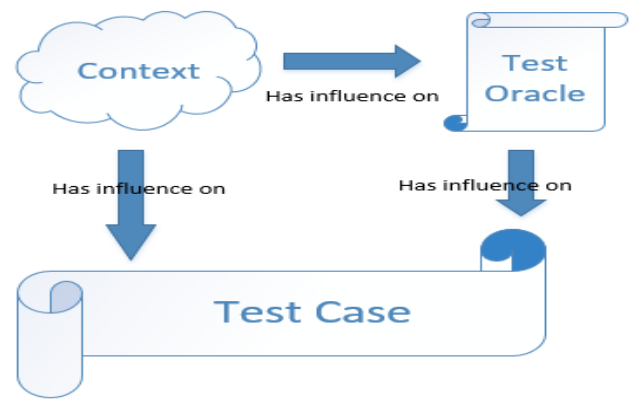 Context
Has influence on
Test
Oracle
Has influence on
Has influence on
Test Case